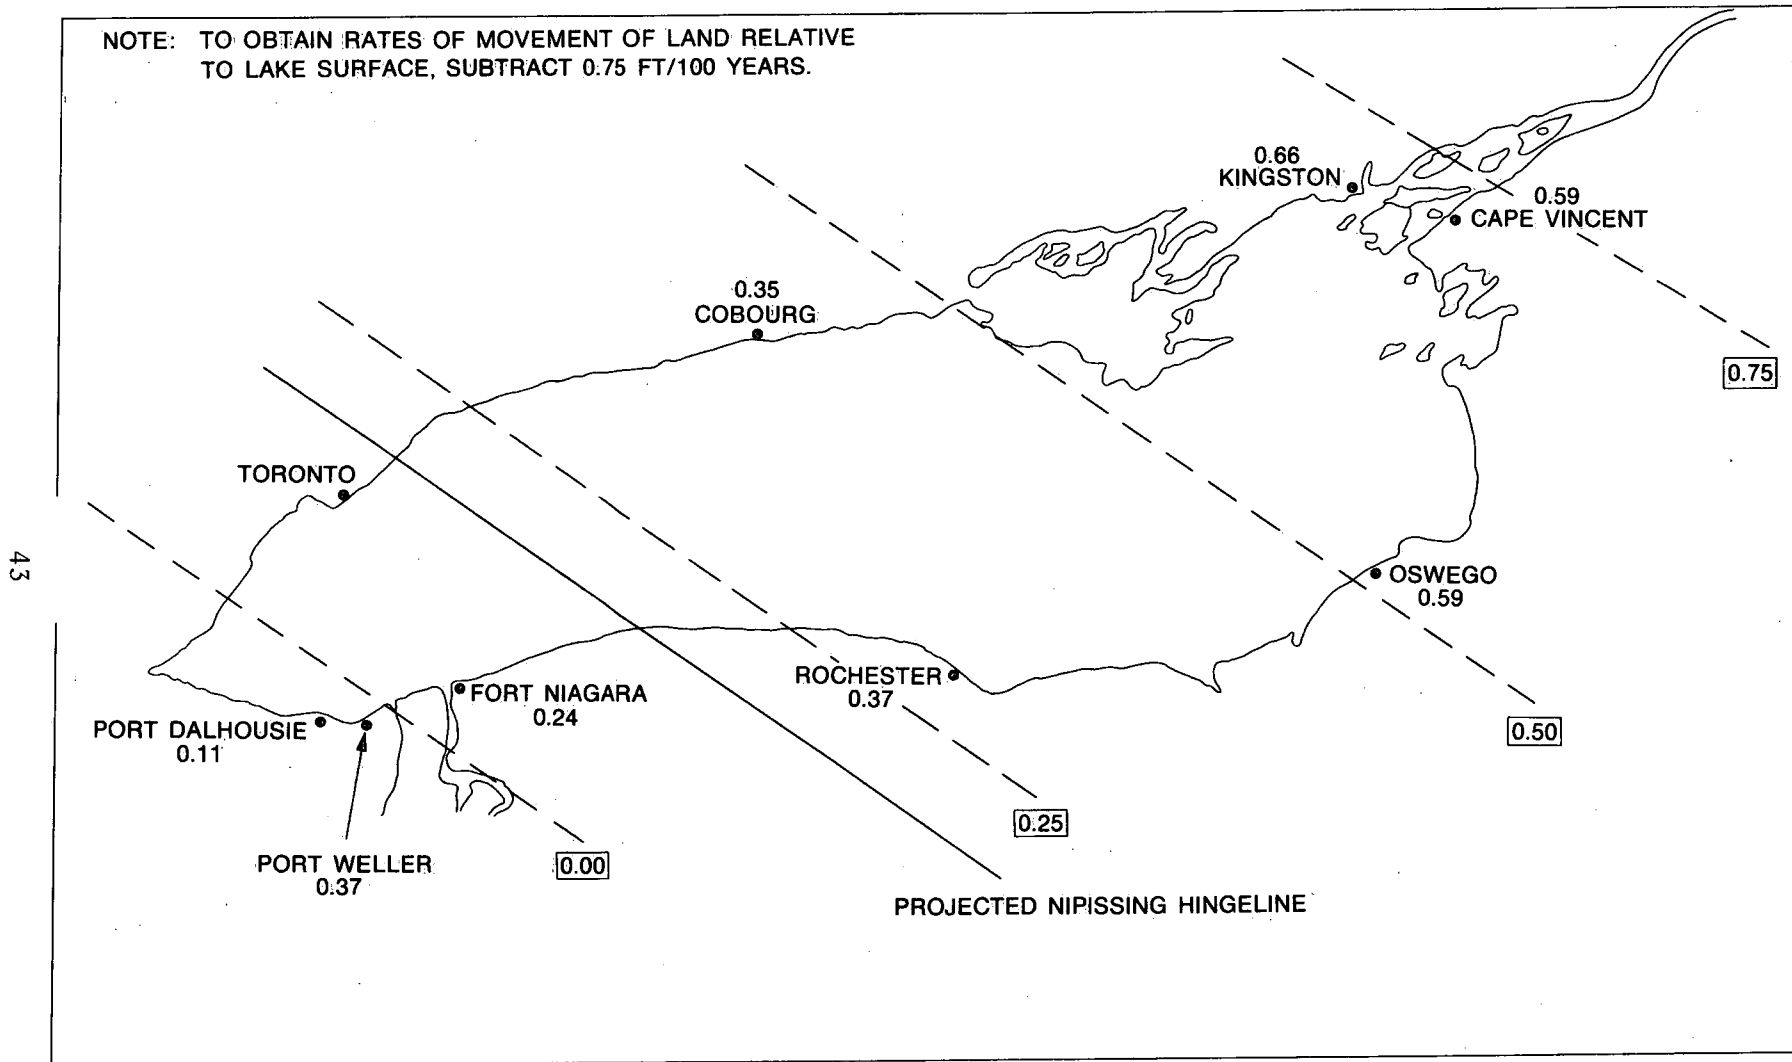 NOTE: TO OBTAIN RATES OF MOVEMENT OF LAND RELATIVE
TO LAKE SURFACE, SUBTRACT 0.75 FT/100 YEARS.
0.66
KINGSTON
0.59
CAPE VINCENT
0.35
COBOURG
0.75
TORONTO
43
OSWEGO
0.59
ROCHESTER
0.37
FORT NIAGARA
0.24
PORT DALHOUSIE
0.11
0.50
0.25
PORT WELLER
0.37
0.00
PROJECTED NIPISSING HINGELINE